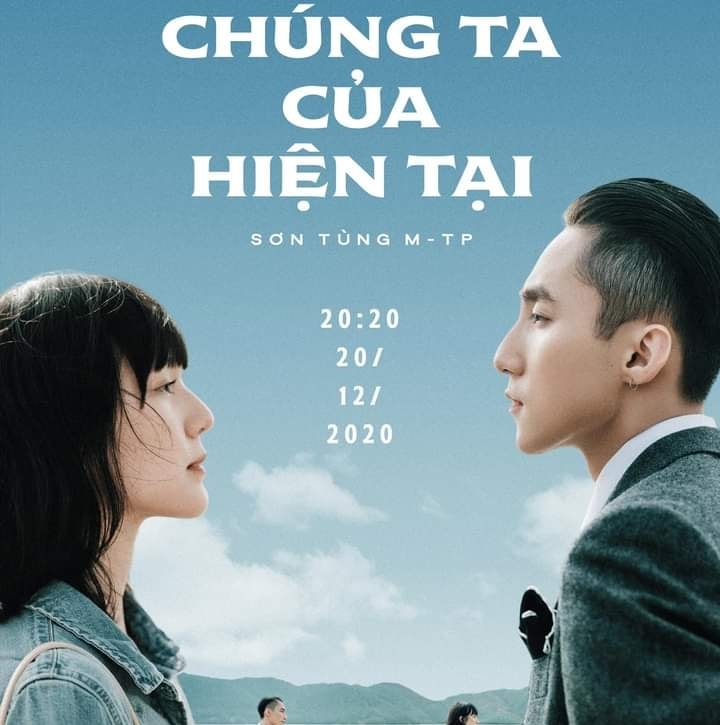 CHÚNG TA
CỦA
HIỆN TẠI
SƠN TÙNG M-TP
20:20
20/
12/
2020